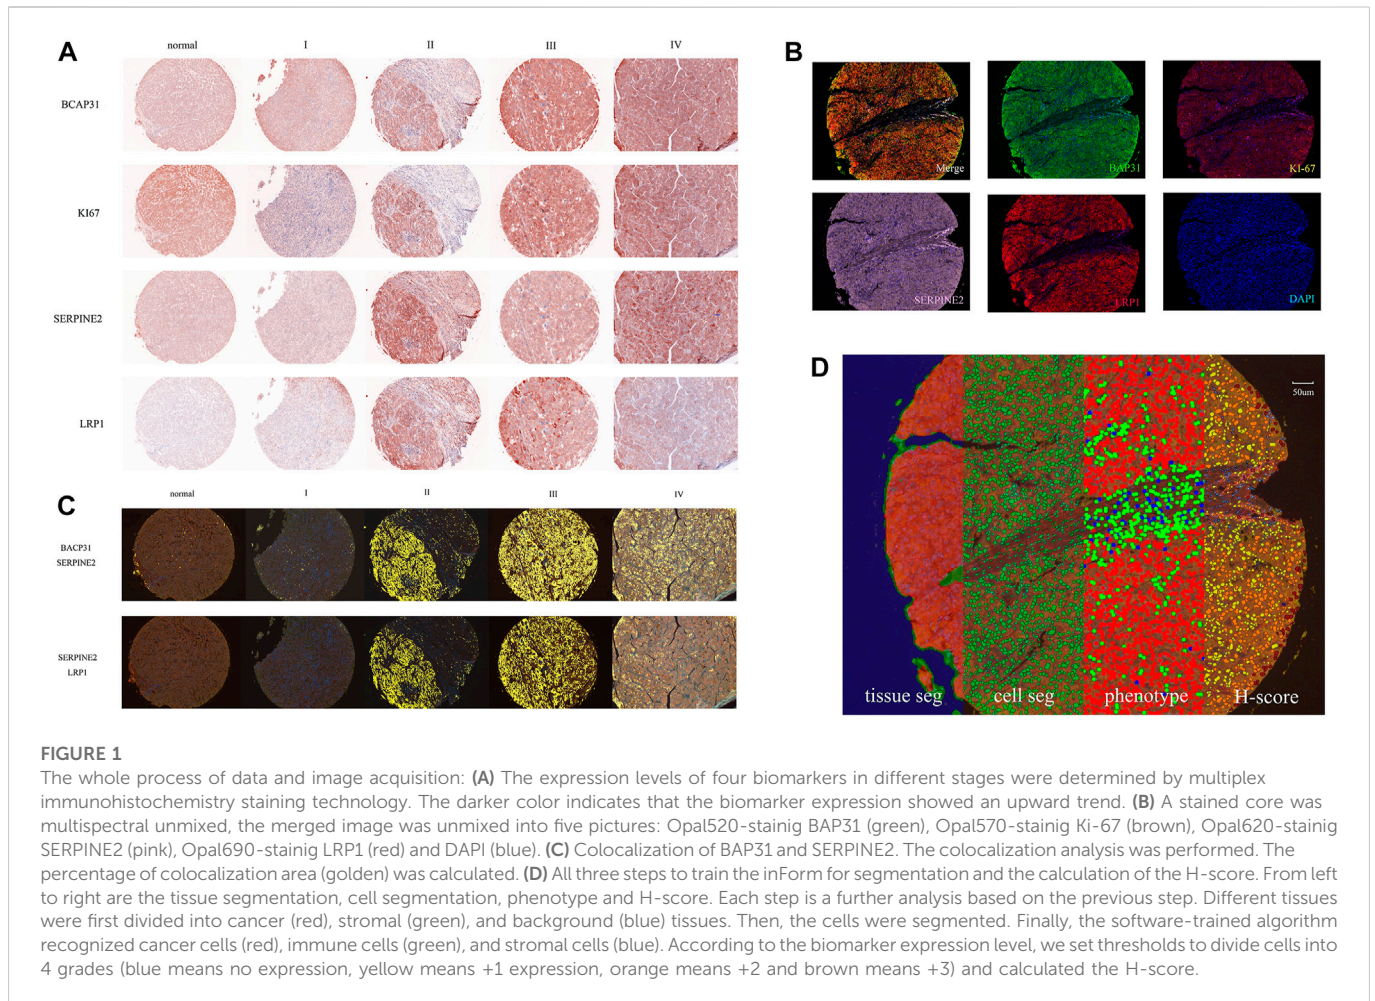 A
normal
I
II
III
IV
BCAP31
KI67
SERPINE2
LRP1
B
Merge
BAP31
KI-67
SERPINE2
LRP1
DAPI
C
normal
I
II
III
IV
BACP31
SERPINE2
SERPINE2
LRP1
D
50um
tissue seg
cell seg
phenotype
H-score
FIGURE 1
The whole process of data and image acquisition: (A) The expression levels of four biomarkers in different stages were determined by multiplex
immunohistochemistry staining technology. The darker color indicates that the biomarker expression showed an upward trend. (B) A stained core was
multispectral unmixed, the merged image was unmixed into five pictures: Opal520-stainig BAP31 (green), Opal570-stainig Ki-67 (brown), Opal620-stainig
SERPINE2 (pink), Opal690-stainig LRP1 (red) and DAPI (blue). (C) Colocalization of BAP31 and SERPINE2. The colocalization analysis was performed. The
percentage of colocalization area (golden) was calculated. (D) All three steps to train the inForm for segmentation and the calculation of the H-score. From left
to right are the tissue segmentation, cell segmentation, phenotype and H-score. Each step is a further analysis based on the previous step. Different tissues
were first divided into cancer (red), stromal (green), and background (blue) tissues. Then, the cells were segmented. Finally, the software-trained algorithm
recognized cancer cells (red), immune cells (green), and stromal cells (blue). According to the biomarker expression level, we set thresholds to divide cells into
4 grades (blue means no expression, yellow means +1 expression, orange means +2 and brown means +3) and calculated the H-score.